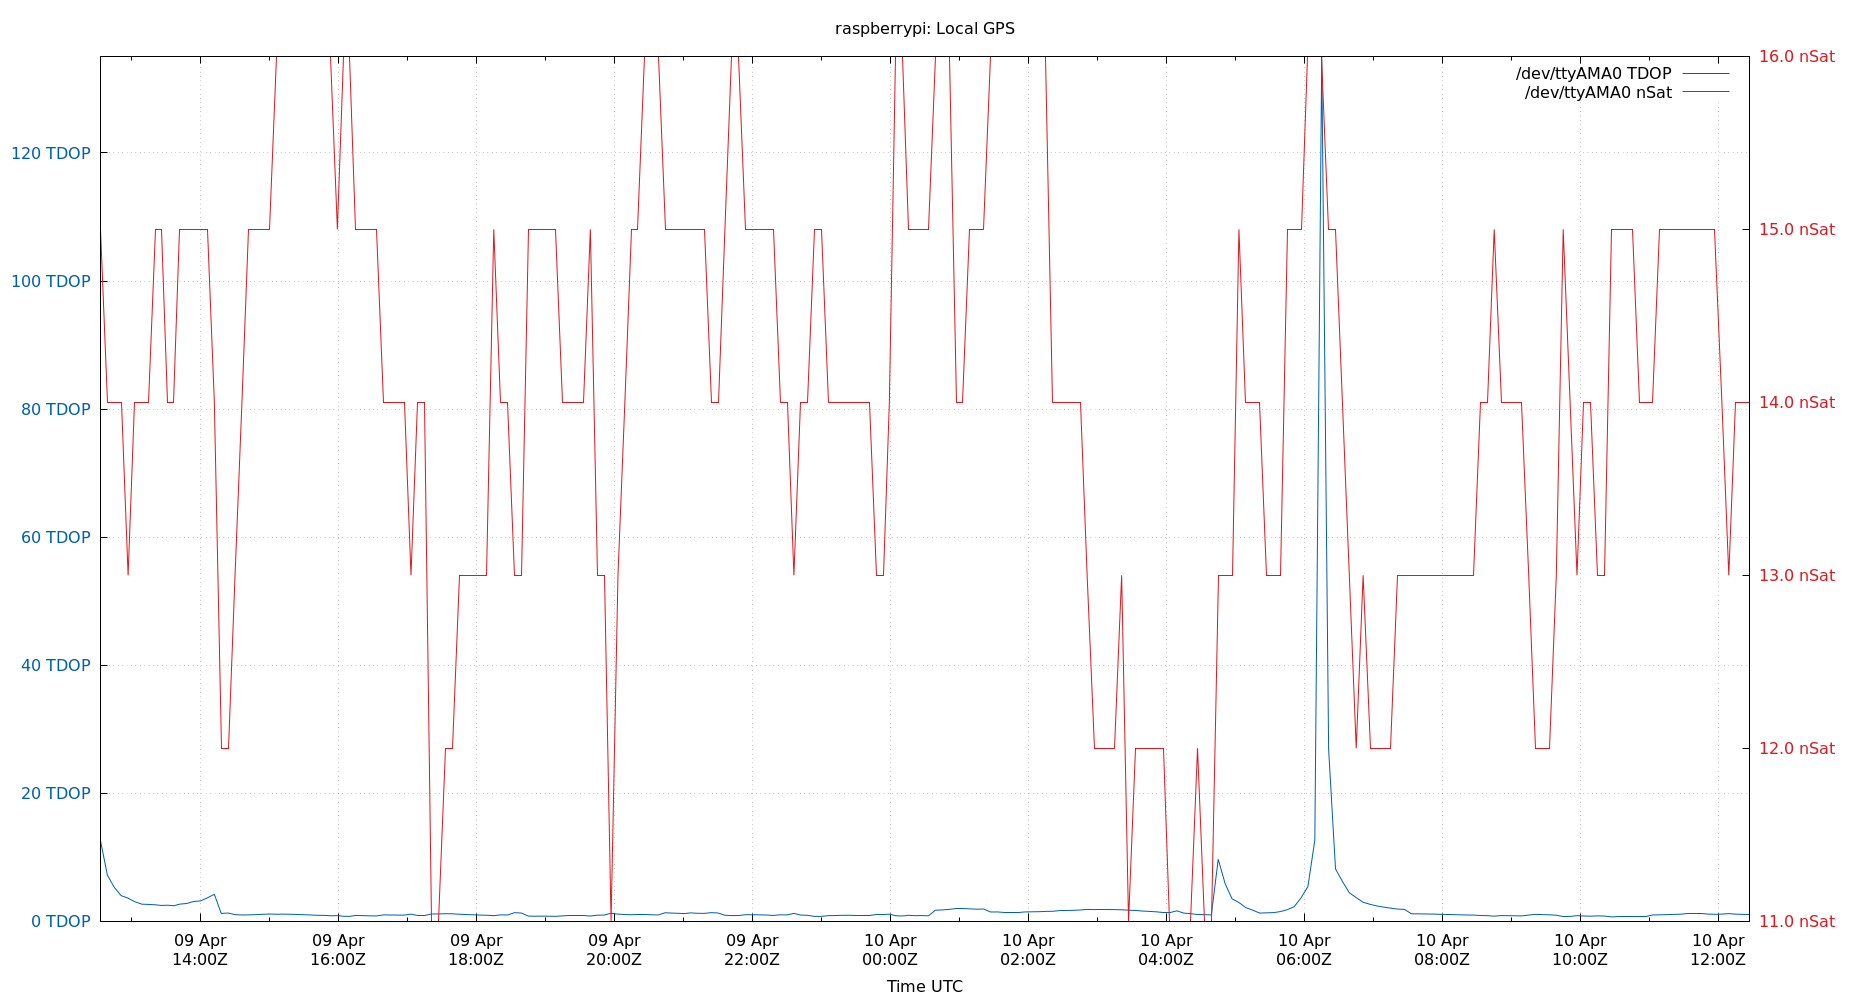 raspberrypi: Local GPS
/dev/ttyAMA0 TDOP
/dev/ttyAMA0 nSat
120 TDOP
100 TDOP
80 TDOP
60 TDOP
40 TDOP
20 TDOP
0 TDOP
16.0 nSat
15.0 nSat
14.0 nSat
13.0 nSat
12.0 nSat
11.0 nSat
09 Apr
14:00Z
09 Apr
16:00Z
09 Apr
18:00Z
09 Apr
20:00Z
09 Apr
22:00Z
10 Apr
00:00Z
10 Apr
02:00Z
10 Apr
04:00Z
10 Apr
06:00Z
10 Apr
08:00Z
10 Apr
10:00Z
10 Apr
12:00Z
Time UTC